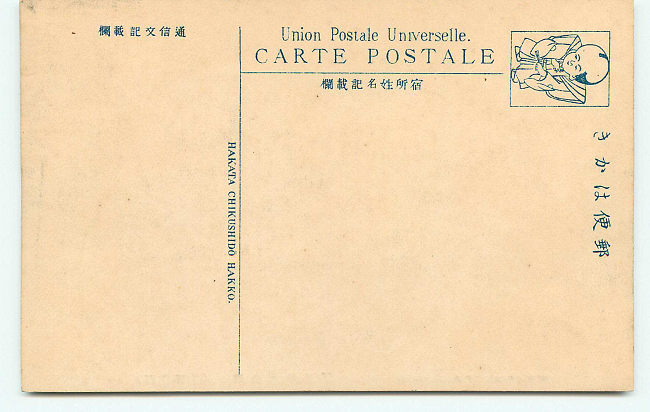 通信文記載欄
Union Postale Universelle.
CARTE POSTALE
宿所姓名記載欄
郵便はかき
HAKATA CHIKUSHIDŌ HAKKO.